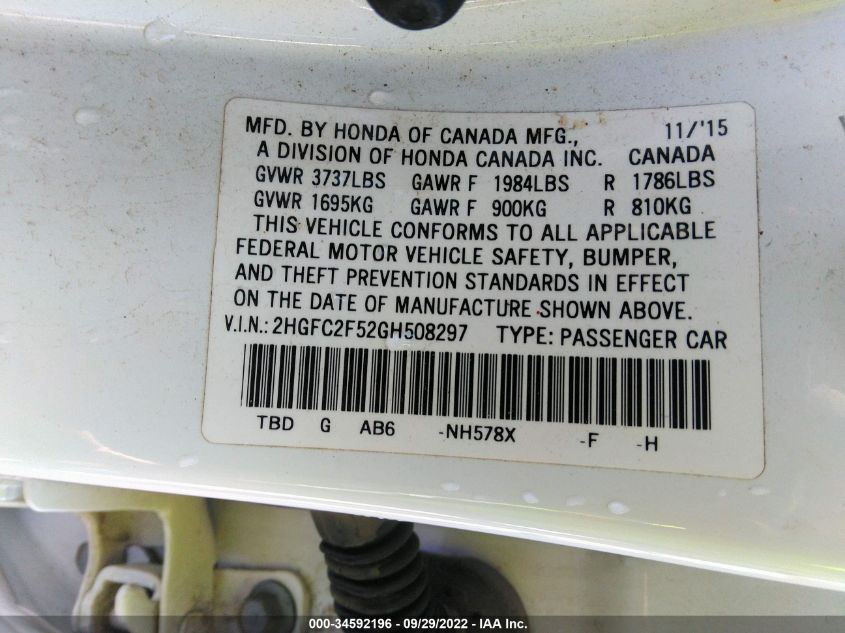 MFD. BY HONDA OF CANADA MFG., 11/'15
A DIVISION OF HONDA CANADA INC. CANADA
GVWR 3737LBS GAWR F 1984LBS R 1786LBS
GVWR 1695KG GAWR F 900KG R 810KG
THIS VEHICLE CONFORMS TO ALL APPLICABLE
FEDERAL MOTOR VEHICLE SAFETY, BUMPER,
AND THEFT PREVENTION STANDARDS IN EFFECT
ON THE DATE OF MANUFACTURE SHOWN ABOVE.
V.I.N.: 2HGFC2F52GH508297 TYPE: PASSENGER CAR
TBD G AB6 -NH578X -F -H
000-34592196 - 09/29/2022 - IAA Inc.